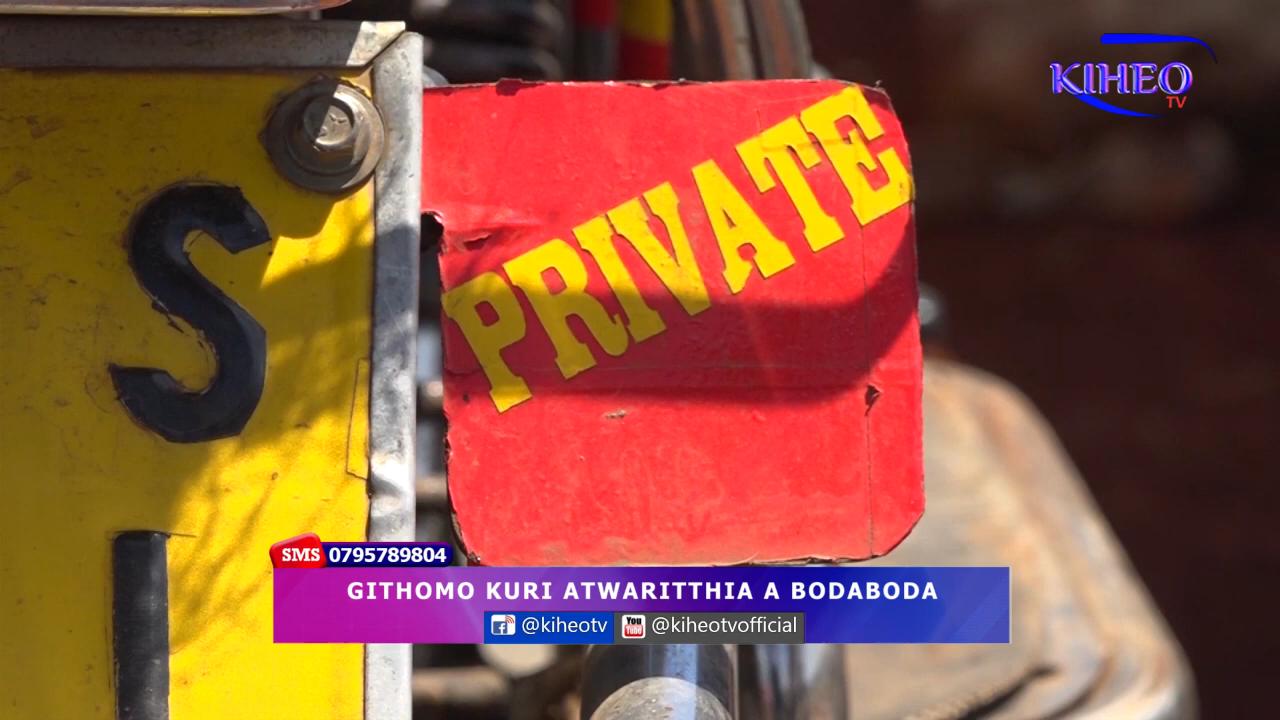 KIHEO
TV
S
PRIVATE
SMS 0795789804
GITHOMO KURI ATWARITTHIA A BODABODA
@kiheotv You Tube @kiheotvofficial